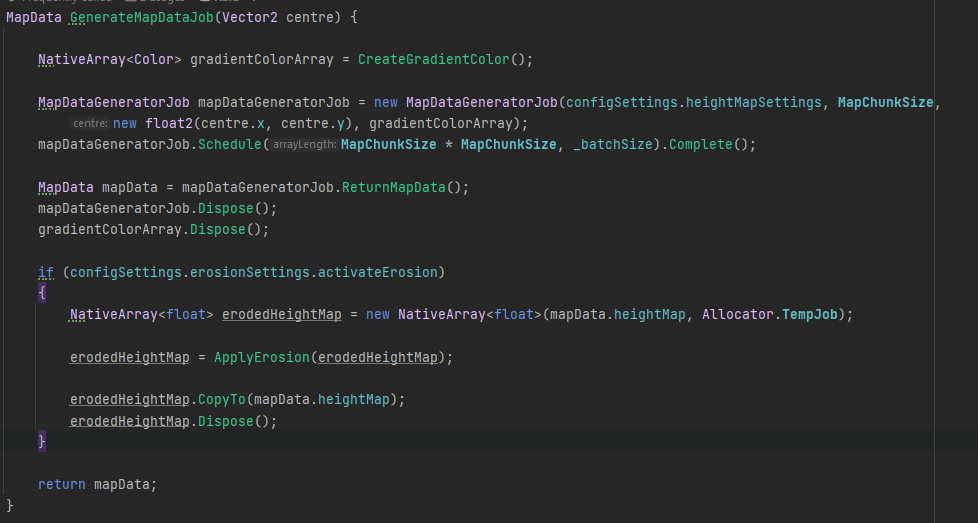 MapData GenerateMapDataJob(Vector2 centre) {
NativeArray<Color> gradientColorArray = CreateGradientColor();
MapDataGeneratorJob mapDataGeneratorJob = new MapDataGeneratorJob(configSettings.heightMapSettings, MapChunkSize,
centre: new float2(centre.x, centre.y), gradientColorArray);
mapDataGeneratorJob.Schedule( arrayLength: MapChunkSize * MapChunkSize, _batchSize).Complete();
MapData mapData = mapDataGeneratorJob.ReturnMapData();
mapDataGeneratorJob.Dispose();
gradientColorArray.Dispose();
if (configSettings.erosionSettings.activateErosion)
{
NativeArray<float> erodedHeightMap = new NativeArray<float>(mapData.heightMap, Allocator.TempJob);
erodedHeightMap = ApplyErosion(erodedHeightMap);
erodedHeightMap.CopyTo(mapData.heightMap);
erodedHeightMap.Dispose();
}
return mapData;
}